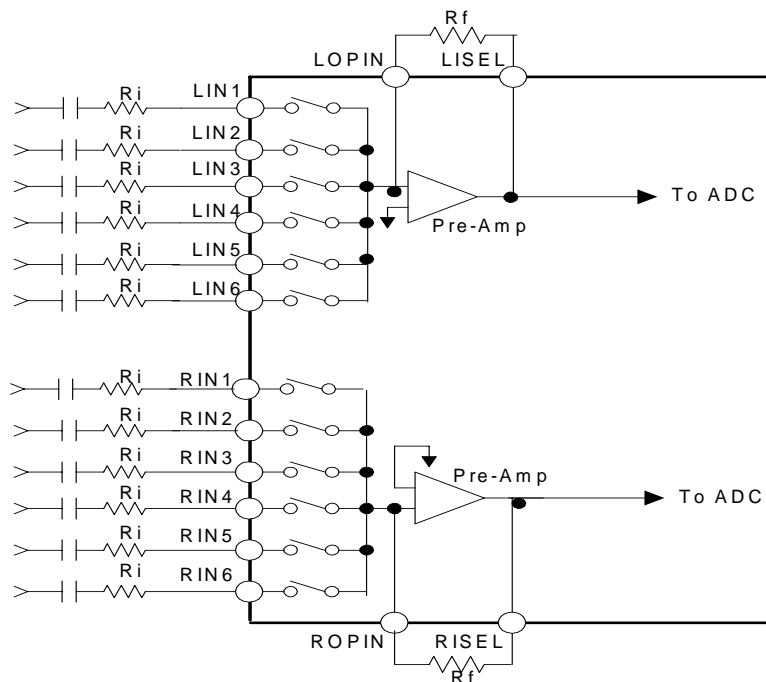 Rf
LOPIN LISEL
Ri LIN1
Ri LIN2
Ri LIN3
Ri LIN4
Ri LIN5
Ri LIN6
Pre-Amp
To ADC
Ri RIN1
Ri RIN2
Ri RIN3
Ri RIN4
Ri RIN5
Ri RIN6
Pre-Amp
To ADC
ROPIN RISEL
Rf